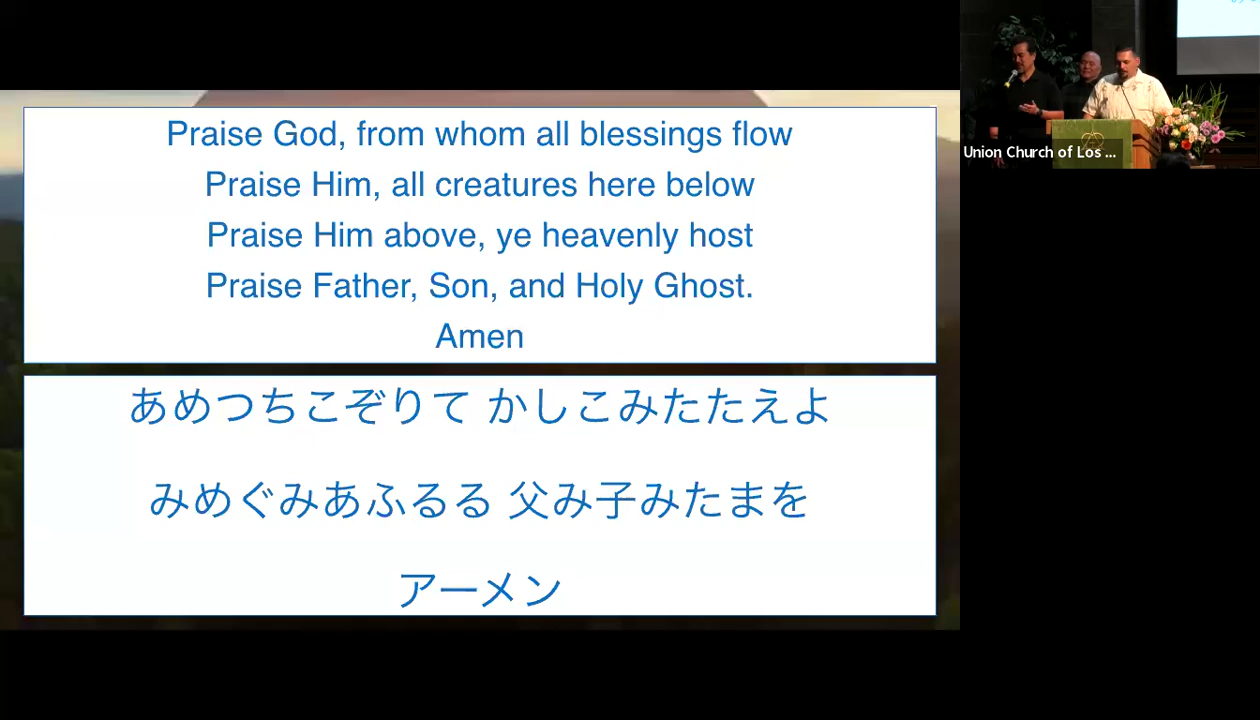 Praise God, from whom all blessings flow
Praise Him, all creatures here below
Praise Him above, ye heavenly host
Praise Father, Son, and Holy Ghost.
Amen
あめつちこぞりて かしこみたたえよ
みめぐみあふるる 父み子みたまを
アーメン
Union Church of Los ...